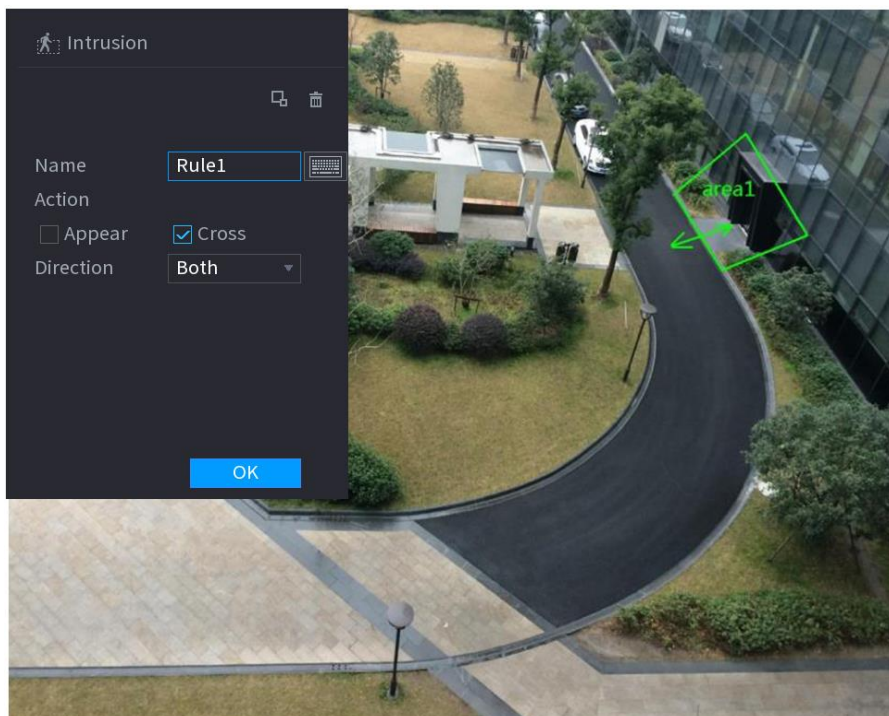 Intrusion
Name Rule1
Action
Appear Cross
Direction Both
OK
area1